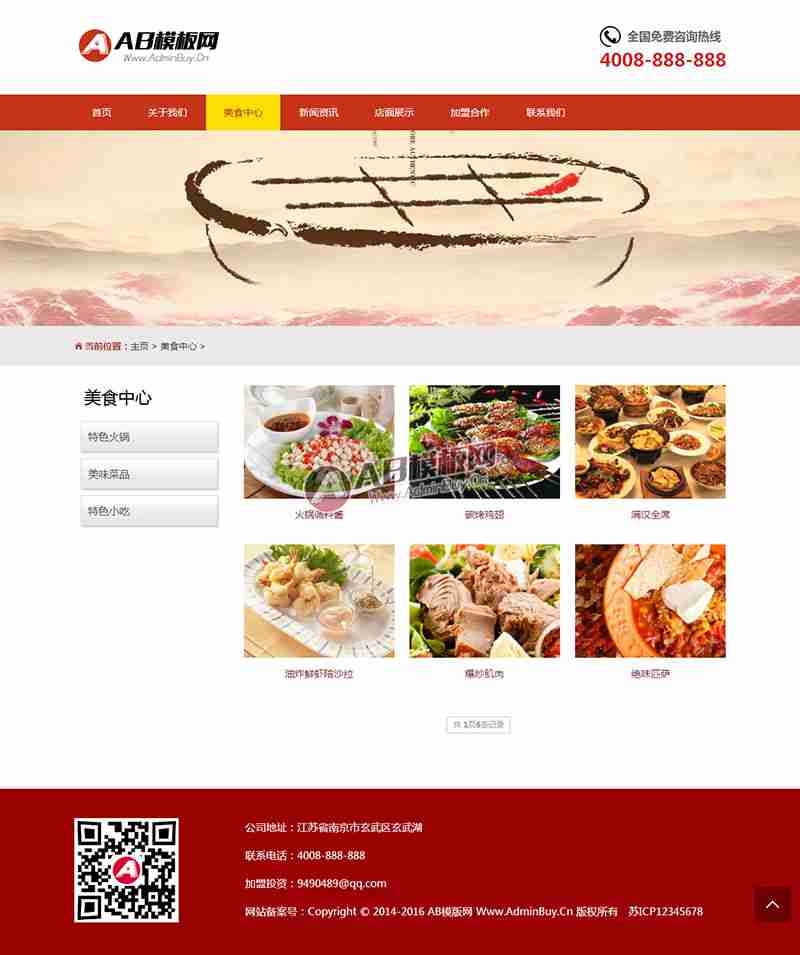 AB模板网
Www.AdminBuy.Cn
全国免费咨询热线
4008-888-888
首页 关于我们 美食中心 新闻资讯 店面展示 加盟合作 联系我们
当前位置：主页 > 美食中心 >
美食中心
特色火锅
美味菜品
特色小吃
AB模板网
Www.AdminBuy.Cn
火锅调料酱 碳烤鸡翅 满汉全席
油炸鲜虾陪沙拉 爆炒肌肉 绝味匹萨
共 1页6条记录
公司地址：江苏省南京市玄武区玄武湖
联系电话：4008-888-888
加盟投资：9490489@qq.com
网站备案号：Copyright © 2014-2016 AB模版网 Www.AdminBuy.Cn 版权所有 苏ICP12345678